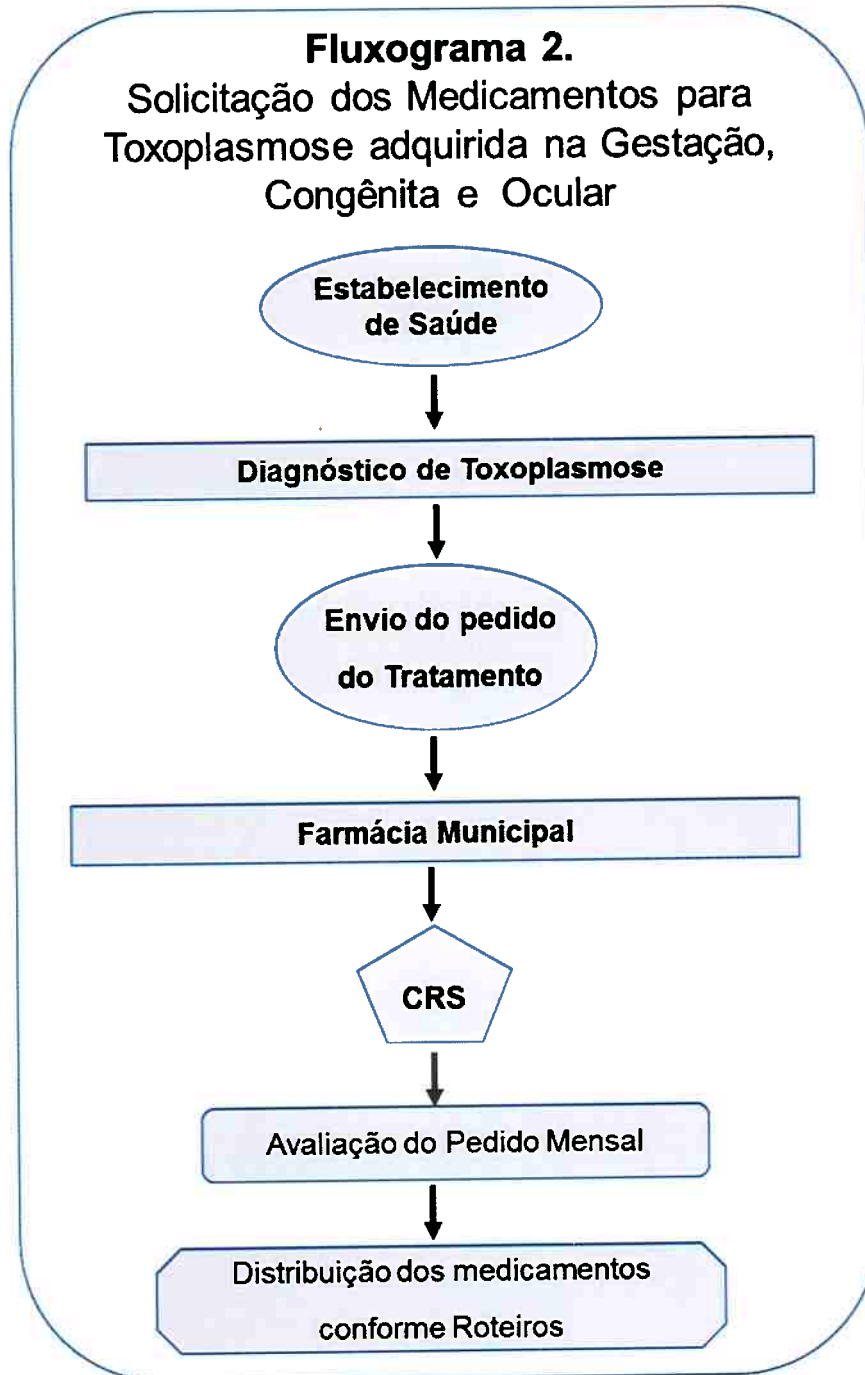 Fluxograma 2.
Solicitação dos Medicamentos para
Toxoplasmose adquirida na Gestação,
Congênita e Ocular
Estabelecimento
de Saúde
Diagnóstico de Toxoplasmose
Envio do pedido
do Tratamento
Farmácia Municipal
CRS
Avaliação do Pedido Mensal
Distribuição dos medicamentos
conforme Roteiros